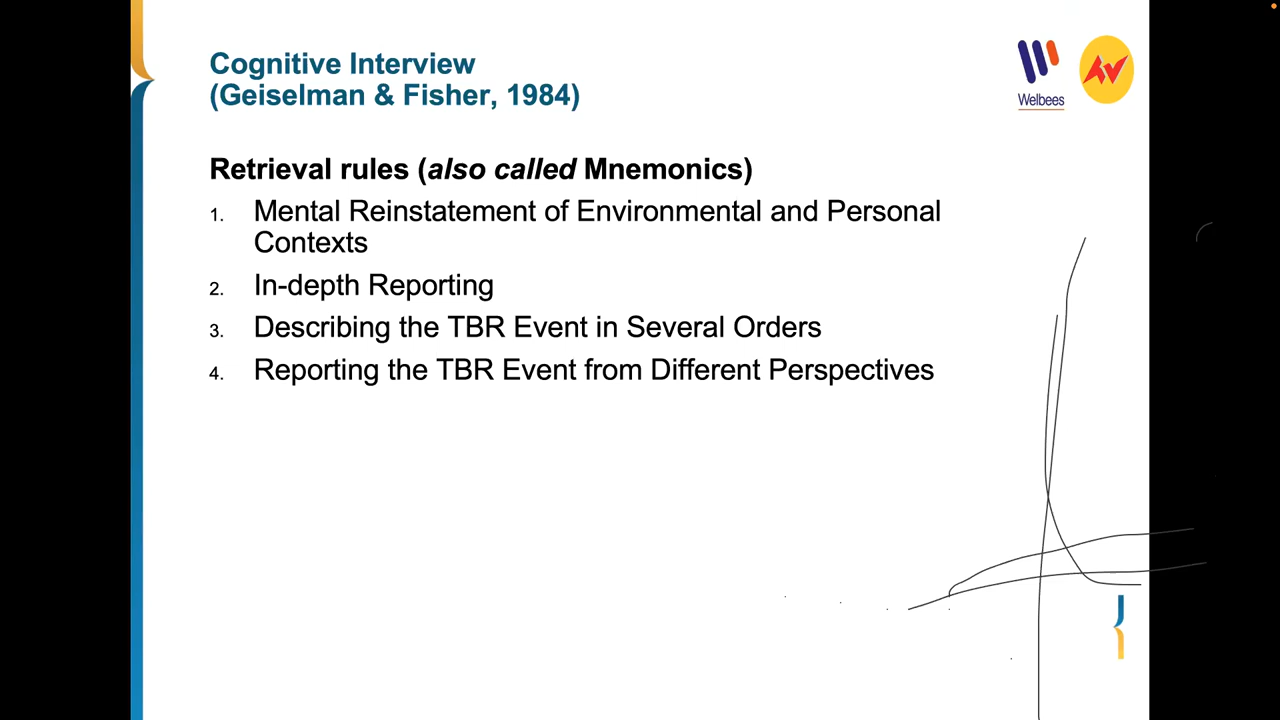 Cognitive Interview
(Geiselman & Fisher, 1984)
Welbees
Retrieval rules (also called Mnemonics)
1. Mental Reinstatement of Environmental and Personal
Contexts
2. In-depth Reporting
3. Describing the TBR Event in Several Orders
4. Reporting the TBR Event from Different Perspectives